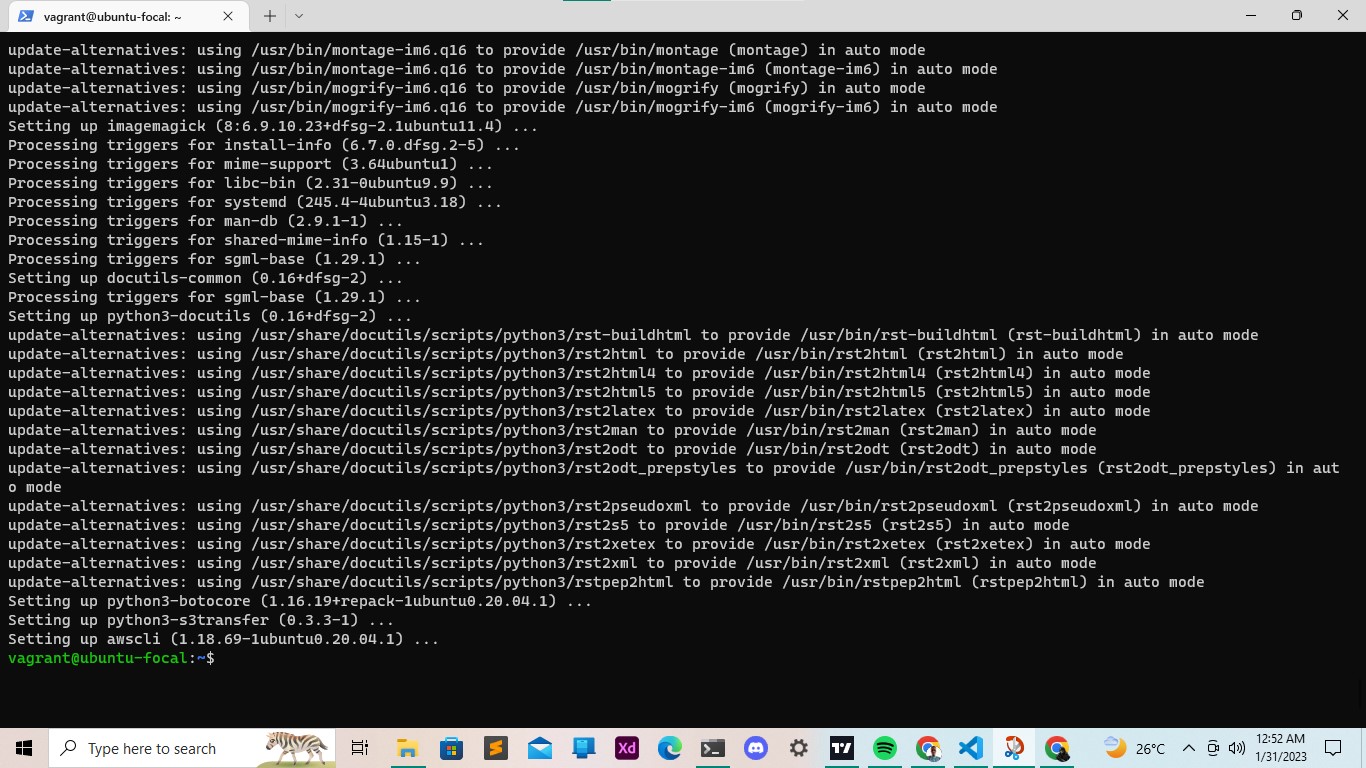 vagrant@ubuntu-focal: ~
update-alternatives: using /usr/bin/montage-im6.q16 to provide /usr/bin/montage (montage) in auto mode
update-alternatives: using /usr/bin/montage-im6.q16 to provide /usr/bin/montage-im6 (montage-im6) in auto mode
update-alternatives: using /usr/bin/mogrify-im6.q16 to provide /usr/bin/mogrify (mogrify) in auto mode
update-alternatives: using /usr/bin/mogrify-im6.q16 to provide /usr/bin/mogrify-im6 (mogrify-im6) in auto mode
Setting up imagemagick (8:6.9.10.23+dfsg-2.1ubuntu11.4) ...
Processing triggers for install-info (6.7.0.dfsg.2-5) ...
Processing triggers for mime-support (3.64ubuntu1) ...
Processing triggers for libc-bin (2.31-0ubuntu9.9) ...
Processing triggers for systemd (245.4-4ubuntu3.18) ...
Processing triggers for man-db (2.9.1-1) ...
Processing triggers for shared-mime-info (1.15-1) ...
Processing triggers for sgml-base (1.29.1) ...
Setting up docutils-common (0.16+dfsg-2) ...
Processing triggers for sgml-base (1.29.1) ...
Setting up python3-docutils (0.16+dfsg-2) ...
update-alternatives: using /usr/share/docutils/scripts/python3/rst-buildhtml to provide /usr/bin/rst-buildhtml (rst-buildhtml) in auto mode
update-alternatives: using /usr/share/docutils/scripts/python3/rst2html to provide /usr/bin/rst2html (rst2html) in auto mode
update-alternatives: using /usr/share/docutils/scripts/python3/rst2html4 to provide /usr/bin/rst2html4 (rst2html4) in auto mode
update-alternatives: using /usr/share/docutils/scripts/python3/rst2html5 to provide /usr/bin/rst2html5 (rst2html5) in auto mode
update-alternatives: using /usr/share/docutils/scripts/python3/rst2latex to provide /usr/bin/rst2latex (rst2latex) in auto mode
update-alternatives: using /usr/share/docutils/scripts/python3/rst2man to provide /usr/bin/rst2man (rst2man) in auto mode
update-alternatives: using /usr/share/docutils/scripts/python3/rst2odt to provide /usr/bin/rst2odt (rst2odt) in auto mode
update-alternatives: using /usr/share/docutils/scripts/python3/rst2odt_prepstyles to provide /usr/bin/rst2odt_prepstyles (rst2odt_prepstyles) in aut
o mode
update-alternatives: using /usr/share/docutils/scripts/python3/rst2pseudoxml to provide /usr/bin/rst2pseudoxml (rst2pseudoxml) in auto mode
update-alternatives: using /usr/share/docutils/scripts/python3/rst2s5 to provide /usr/bin/rst2s5 (rst2s5) in auto mode
update-alternatives: using /usr/share/docutils/scripts/python3/rst2xetex to provide /usr/bin/rst2xetex (rst2xetex) in auto mode
update-alternatives: using /usr/share/docutils/scripts/python3/rst2xml to provide /usr/bin/rst2xml (rst2xml) in auto mode
update-alternatives: using /usr/share/docutils/scripts/python3/rstpep2html to provide /usr/bin/rstpep2html (rstpep2html) in auto mode
Setting up python3-botocore (1.16.19+repack-1ubuntu0.20.04.1) ...
Setting up python3-s3transfer (0.3.3-1) ...
Setting up awscli (1.18.69-1ubuntu0.20.04.1) ...
vagrant@ubuntu-focal:~$
Type here to search
Xd
26°C
12:52 AM
1/31/2023